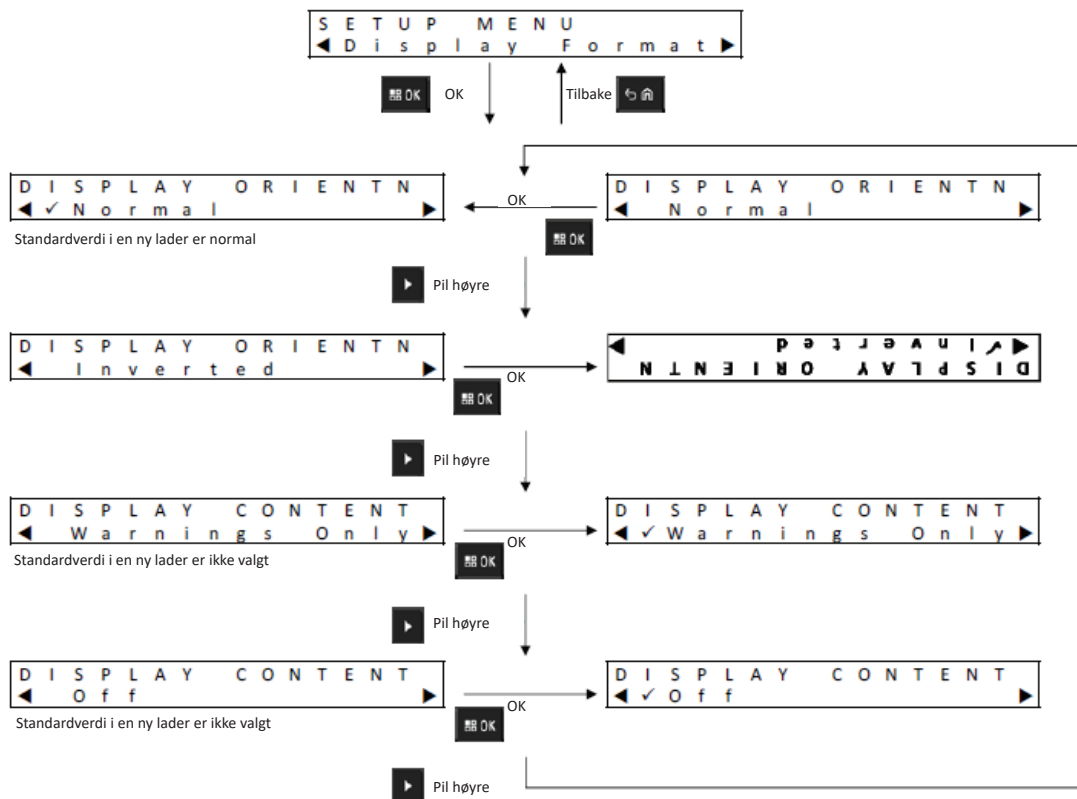 SETUP MENU
◀Display Format▶
OK OK Tilbake
DISPLAY ORIENTN
◀✓Normal ▶
OK
DISPLAY ORIENTN
◀ Normal ▶
Standardverdi i en ny lader er normal
OK
Pil høyre
DISPLAY ORIENTN
◀ Inverted ▶
OK
DISPLAY ORIENTN
◀✓Inverted ▶
OK
Pil høyre
DISPLAY CONTENT
◀ Warnings Only▶
OK
DISPLAY CONTENT
◀✓Warnings Only▶
Standardverdi i en ny lader er ikke valgt
OK
Pil høyre
DISPLAY CONTENT
◀ Off ▶
OK
DISPLAY CONTENT
◀✓Off ▶
Standardverdi i en ny lader er ikke valgt
OK
Pil høyre